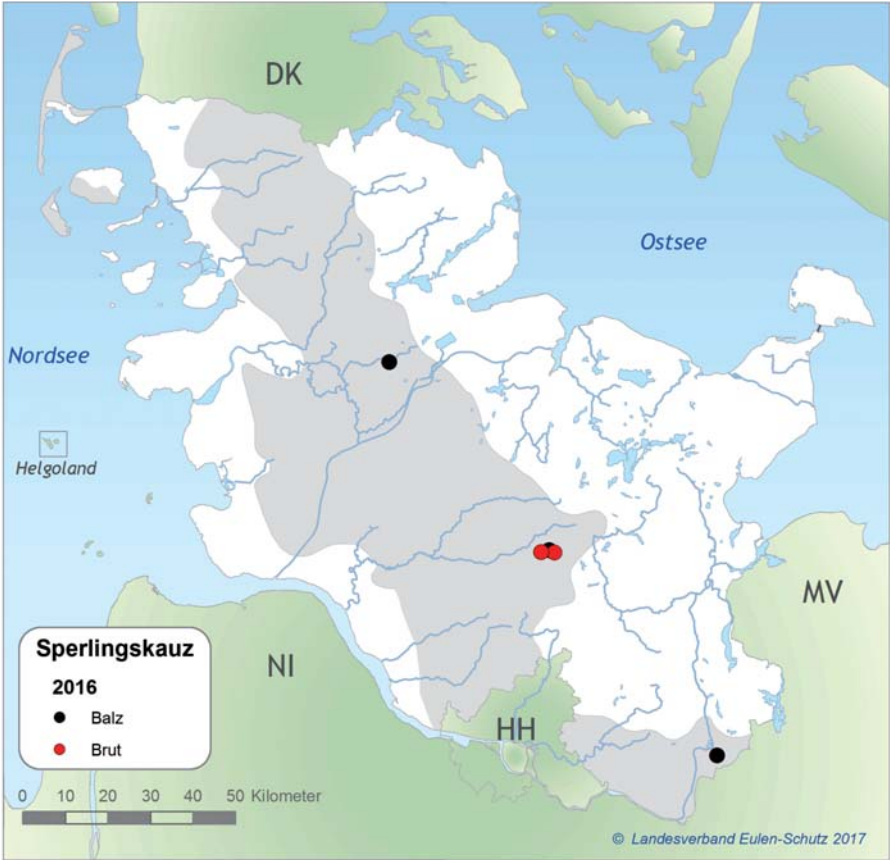 DK
Ostsee
Nordsee
Helgoland
MV
NI
HH
Sperlingskauz
2016
Balz
Brut
0 10 20 30 40 50 Kilometer
© Landesverband Eulen-Schutz 2017